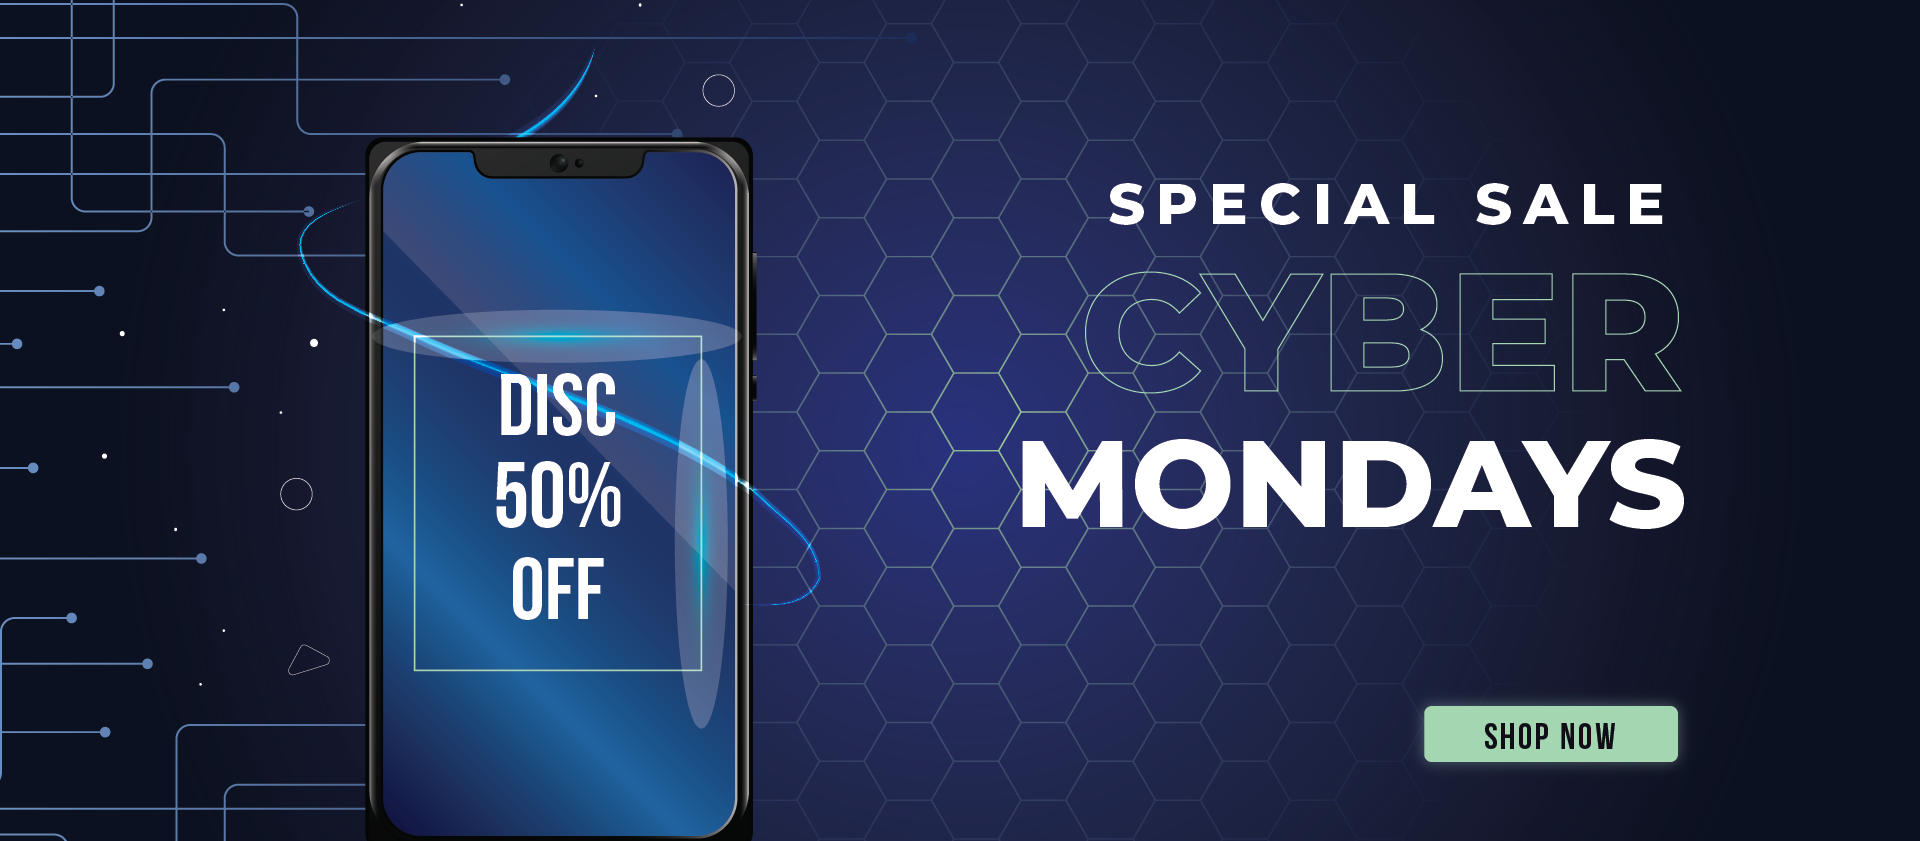 DISC
50%
OFF
SPECIAL SALE
CYBER
MONDAYS
SHOP NOW